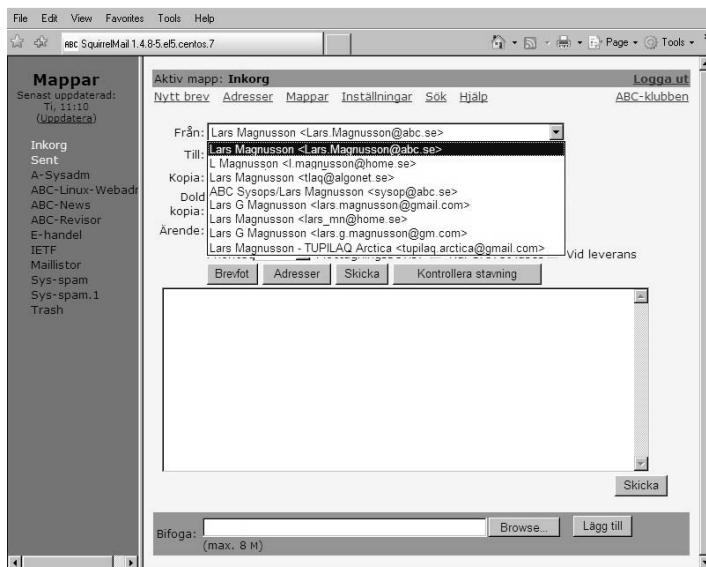 File Edit View Favorites Tools Help
ABC SquirrelMail 1.4.8-5.el5.centos.7
Page Tools
Mappar
Senast uppdaterad:
Ti, 11:10
(Uppdatera)
Inkorg
Sent
A-Sysadm
ABC-Linux-Webadr
ABC-News
ABC-Revisor
E-handel
IETF
Maillistor
Sys-spam
Sys-spam.1
Trash
Aktiv mapp: Inkorg Logga ut
Nytt brev Adresser Mappar Inställningar Sök Hjälp ABC-klubben
Från: Lars Magnusson <Lars.Magnusson@abc.se>
Till:
Kopia:
Dold
kopia:
Ärende:
Lars Magnusson <Lars.Magnusson@abc.se>
L Magnusson <l.magnusson@home.se>
Lars Magnusson <tlaq@algonet.se>
ABC Sysops/Lars Magnusson <sysop@abc.se>
Lars G Magnusson <lars.magnusson@gmail.com>
Lars Magnusson <lars_mn@home.se>
Lars G Magnusson <lars.g.magnusson@gm.com>
Lars Magnusson - TUPILAQ Arctica <tupilaq.arctica@gmail.com>
Vid leverans
Brevfot Adresser Skicka Kontrollera stavning
Skicka
Bifoga: Browse... Lägg till
(max. 8 M)